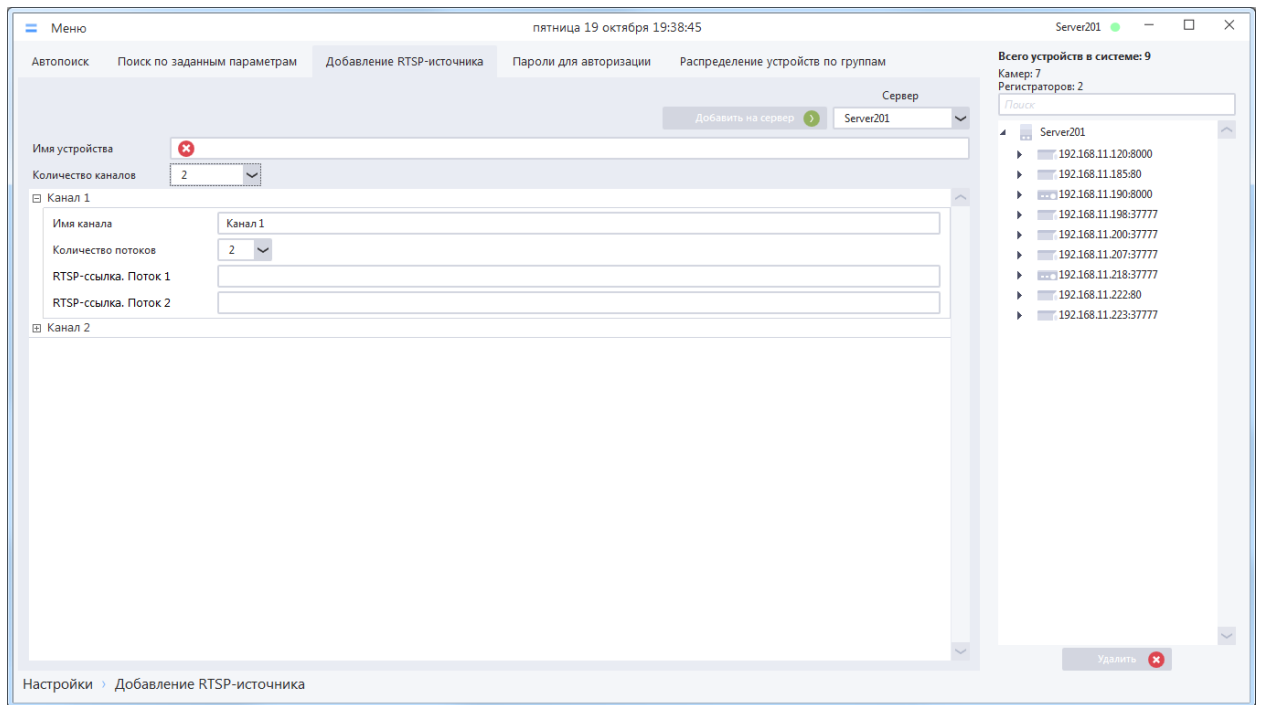 Меню
пятница 19 октября 19:38:45
Server201
Автопоиск
Поиск по заданным параметрам
Добавление RTSP-источника
Пароли для авторизации
Распределение устройств по группам
Сервер
Добавить на сервер
Server201
Имя устройства
Количество каналов
2
Канал 1
Имя канала
Канал 1
Количество потоков
2
RTSP-ссылка. Поток 1
RTSP-ссылка. Поток 2
Канал 2
Всего устройств в системе: 9
Камер: 7
Регистраторов: 2
Поиск
Server201
192.168.11.120:8000
192.168.11.185:80
192.168.11.190:8000
192.168.11.198:37777
192.168.11.200:37777
192.168.11.207:37777
192.168.11.218:37777
192.168.11.222:80
192.168.11.223:37777
Удалить
Настройки › Добавление RTSP-источника